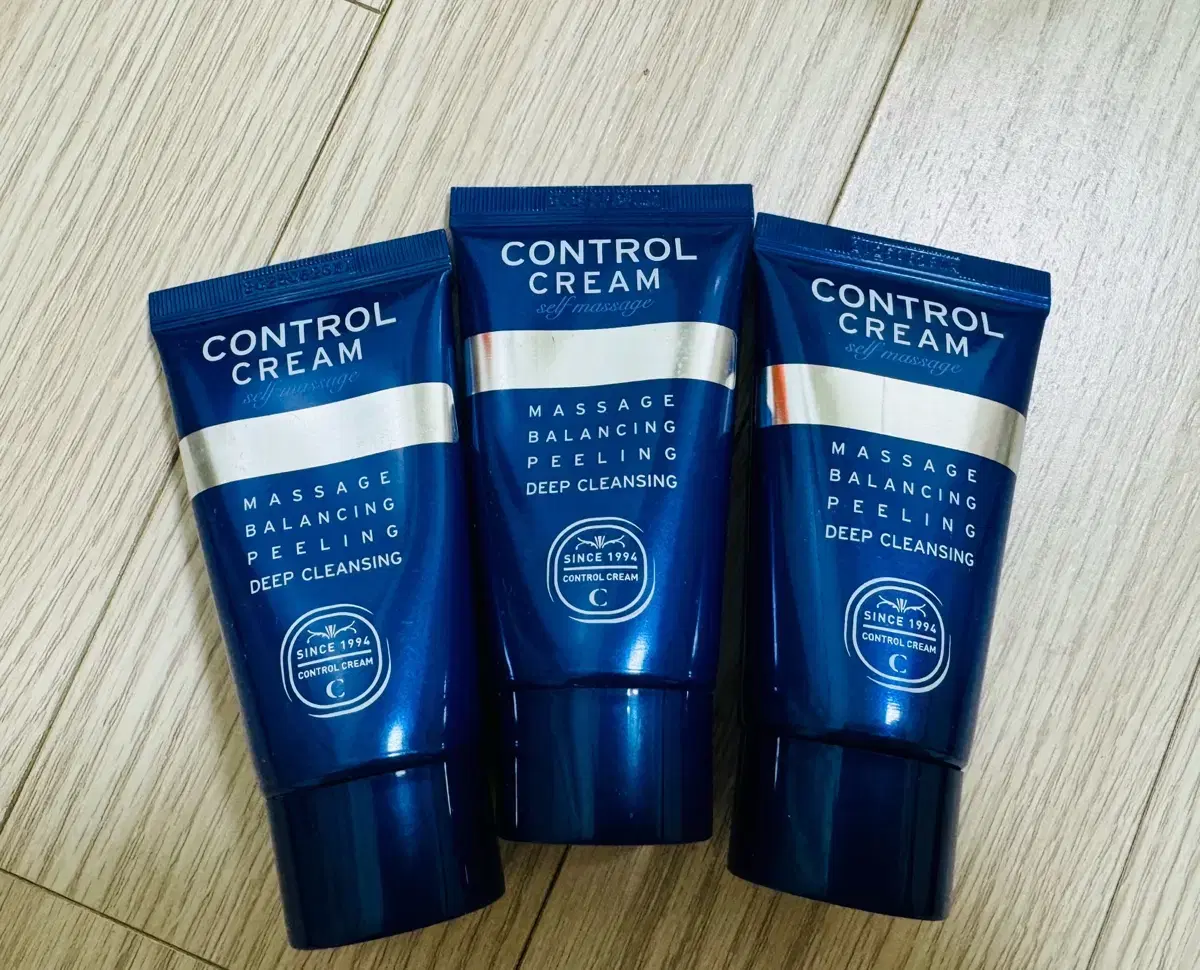 CONTROL
CREAM
self massage
MASSAGE
BALANCING
PEELING
DEEP CLEANSING
SINCE 1994
CONTROL CREAM
C
CONTROL
CREAM
self massage
MASSAGE
BALANCING
PEELING
DEEP CLEANSING
SINCE 1994
CONTROL CREAM
C
CONTROL
CREAM
self massage
MASSAGE
BALANCING
PEELING
DEEP CLEANSING
SINCE 1994
CONTROL CREAM
C